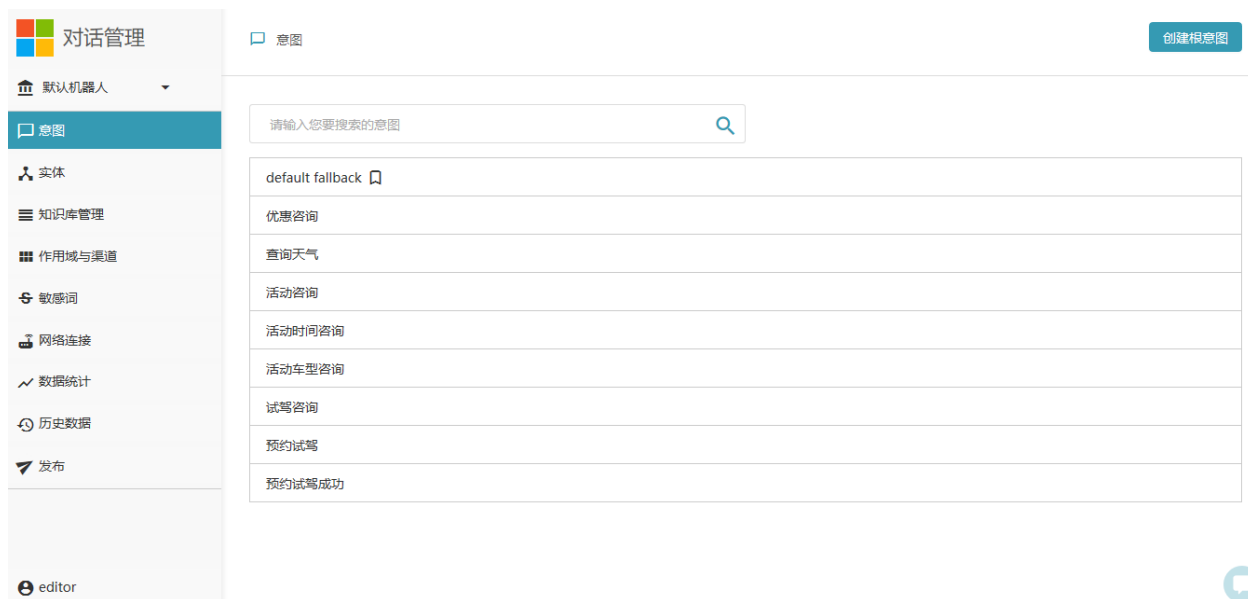 对话管理
默认机器人
意图
实体
知识库管理
作用域与渠道
敏感词
网络连接
数据统计
历史数据
发布
editor
意图
创建根意图
请输入您要搜索的意图
default fallback
优惠咨询
查询天气
活动咨询
活动时间咨询
活动车型咨询
试驾咨询
预约试驾
预约试驾成功